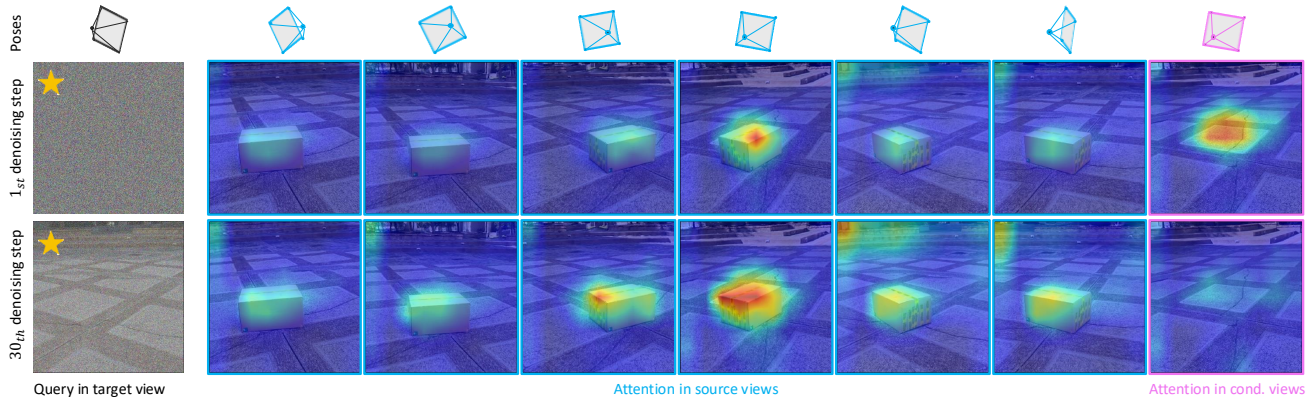 Poses
1st denoising step
30th denoising step
Query in target view
Attention in source views
Attention in cond. views